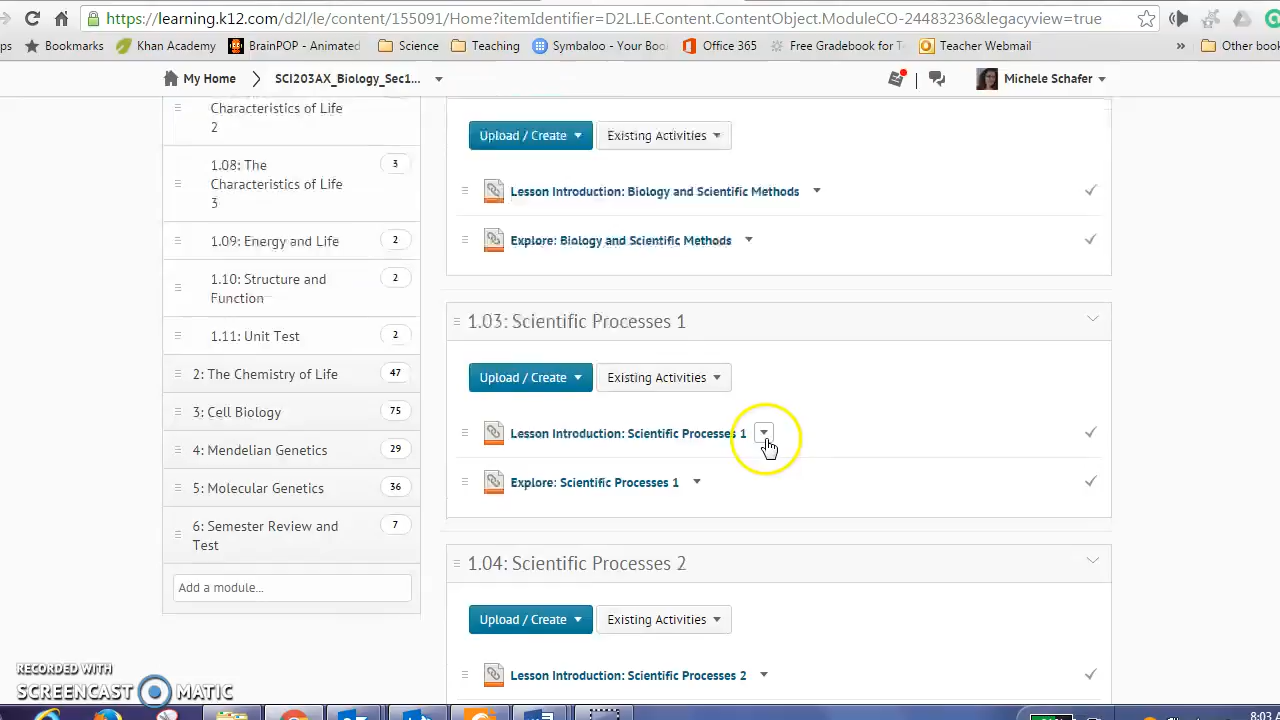 https://learning.k12.com/d2l/le/content/155091/Home?itemIdentifier=D2L.LE.Content.ContentObject.ModuleCO-24483236&legacyview=true
ps Bookmarks Khan Academy BrainPOP - Animated Science Teaching Symbaloo - Your Boo Office 365 Free Gradebook for T Teacher Webmail » Other book
My Home SCI203AX_Biology_Sec1... Michele Schafer
Characteristics of Life
2
1.08: The 3
Characteristics of Life
3
1.09: Energy and Life 2
1.10: Structure and 2
Function
1.11: Unit Test 2
2: The Chemistry of Life 47
3: Cell Biology 75
4: Mendelian Genetics 29
5: Molecular Genetics 36
6: Semester Review and 7
Test
Add a module...
Upload / Create Existing Activities
Lesson Introduction: Biology and Scientific Methods
Explore: Biology and Scientific Methods
1.03: Scientific Processes 1
Upload / Create Existing Activities
Lesson Introduction: Scientific Processes 1
Explore: Scientific Processes 1
1.04: Scientific Processes 2
Upload / Create Existing Activities
Lesson Introduction: Scientific Processes 2
RECORDED WITH
SCREENCAST MATIC